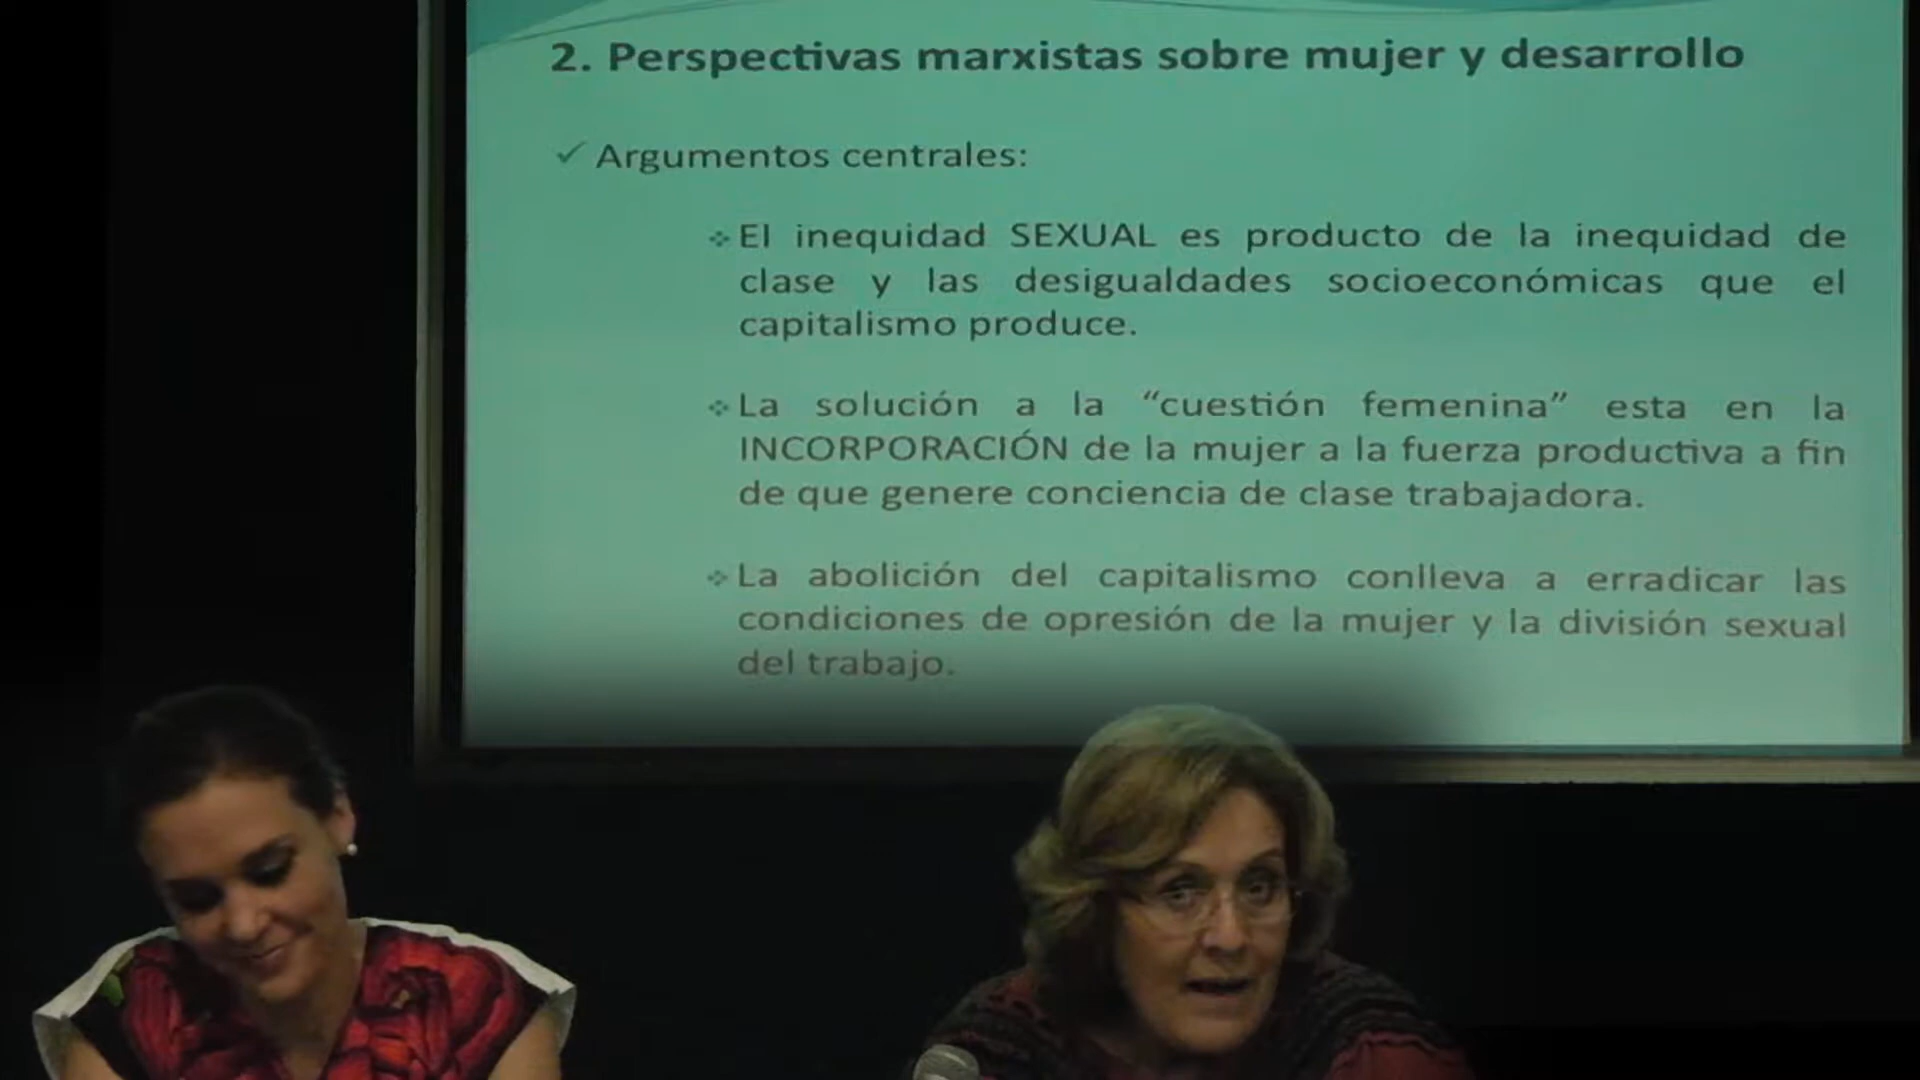 2. Perspectivas marxistas sobre mujer y desarrollo
✓ Argumentos centrales:
❖ El inequidad SEXUAL es producto de la inequidad de
clase y las desigualdades socioeconómicas que el
capitalismo produce.
❖ La solución a la “cuestión femenina” esta en la
INCORPORACIÓN de la mujer a la fuerza productiva a fin
de que genere conciencia de clase trabajadora.
❖ La abolición del capitalismo conlleva a erradicar las
condiciones de opresión de la mujer y la división sexual
del trabajo.